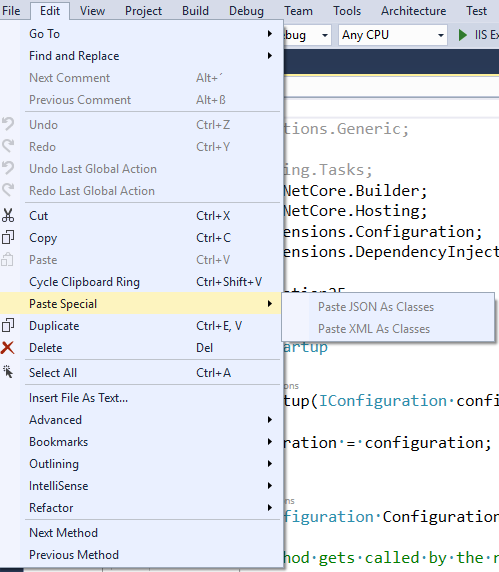 File Edit View Project Build Debug Team Tools Architecture Test
Go To
bug Any CPU IIS Ex
Find and Replace
Next Comment Alt+´
Previous Comment Alt+ß
Undo Ctrl+Z
tions.Generic;
Redo Ctrl+Y
Undo Last Global Action
ing.Tasks;
Redo Last Global Action
NetCore.Builder;
Cut Ctrl+X
NetCore.Hosting;
Copy Ctrl+C
ensions.Configuration;
Paste Ctrl+V
ensions.DependencyInject
Cycle Clipboard Ring Ctrl+Shift+V
Paste Special
Paste JSON As Classes
Duplicate Ctrl+E, V
Paste XML As Classes
Delete Del
artup
Select All Ctrl+A
ons
Insert File As Text...
tup(IConfiguration confi
Advanced
Bookmarks
ration = configuration;
Outlining
IntelliSense
ons
Refactor
figuration Configuration
Next Method
Previous Method
hod gets called by the r